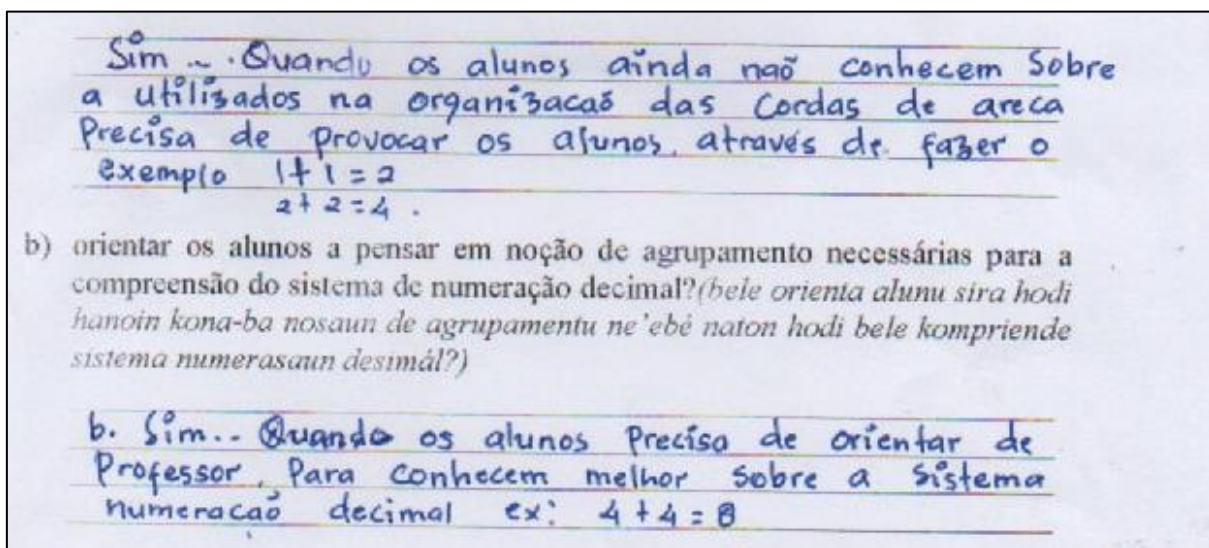 Sim .. . Quando os alunos ainda naõ conhecem Sobre
a utilisados na organisacaõ das Cordas de areca
Precisa de provocar os alunos, através de fazer o
exemplo 1 + 1 = 2
2 + 2 = 4 .
b) orientar os alunos a pensar em noção de agrupamento necessárias para a
compreensão do sistema de numeração decimal?(bele orienta alunu sira hodi
hanoin kona-ba nosaun de agrupamentu ne'ebé naton hodi bele kompriende
sistema numerasaun desimál?)
b. Sim.. Quando os alunos Precisa de orientar de
Professor, Para conhecem melhor sobre a sistema
numeracaõ decimal ex: 4 + 4 = 8